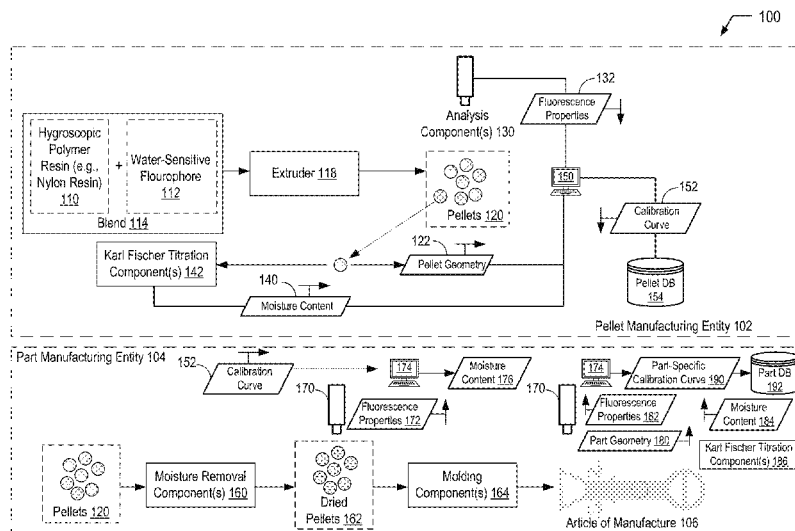 100
132
Fluorescence
Properties
Analysis
Component(s) 130
Hygroscopic
Polymer
Resin (e.g.,
Nylon Resin)
110
+
Water-Sensitive
Flourophore
112
Blend 114
Extruder 118
Pellets 120
150
152
Calibration
Curve
Pellet DB
154
Karl Fischer Titration
Component(s) 142
122
Pellet Geometry
140
Moisture Content
Pellet Manufacturing Entity 102
Part Manufacturing Entity 104
152
Calibration
Curve
174
Moisture
Content 176
170
Fluorescence
Properties 172
174
Part-Specific
Calibration Curve 190
Part DB
192
170
Fluorescence
Properties 182
Moisture
Content 184
Part Geometry 180
Karl Fischer Titration
Component(s) 186
Pellets 120
Moisture Removal
Component(s) 160
Dried
Pellets 162
Molding
Component(s) 164
Article of Manufacture 106